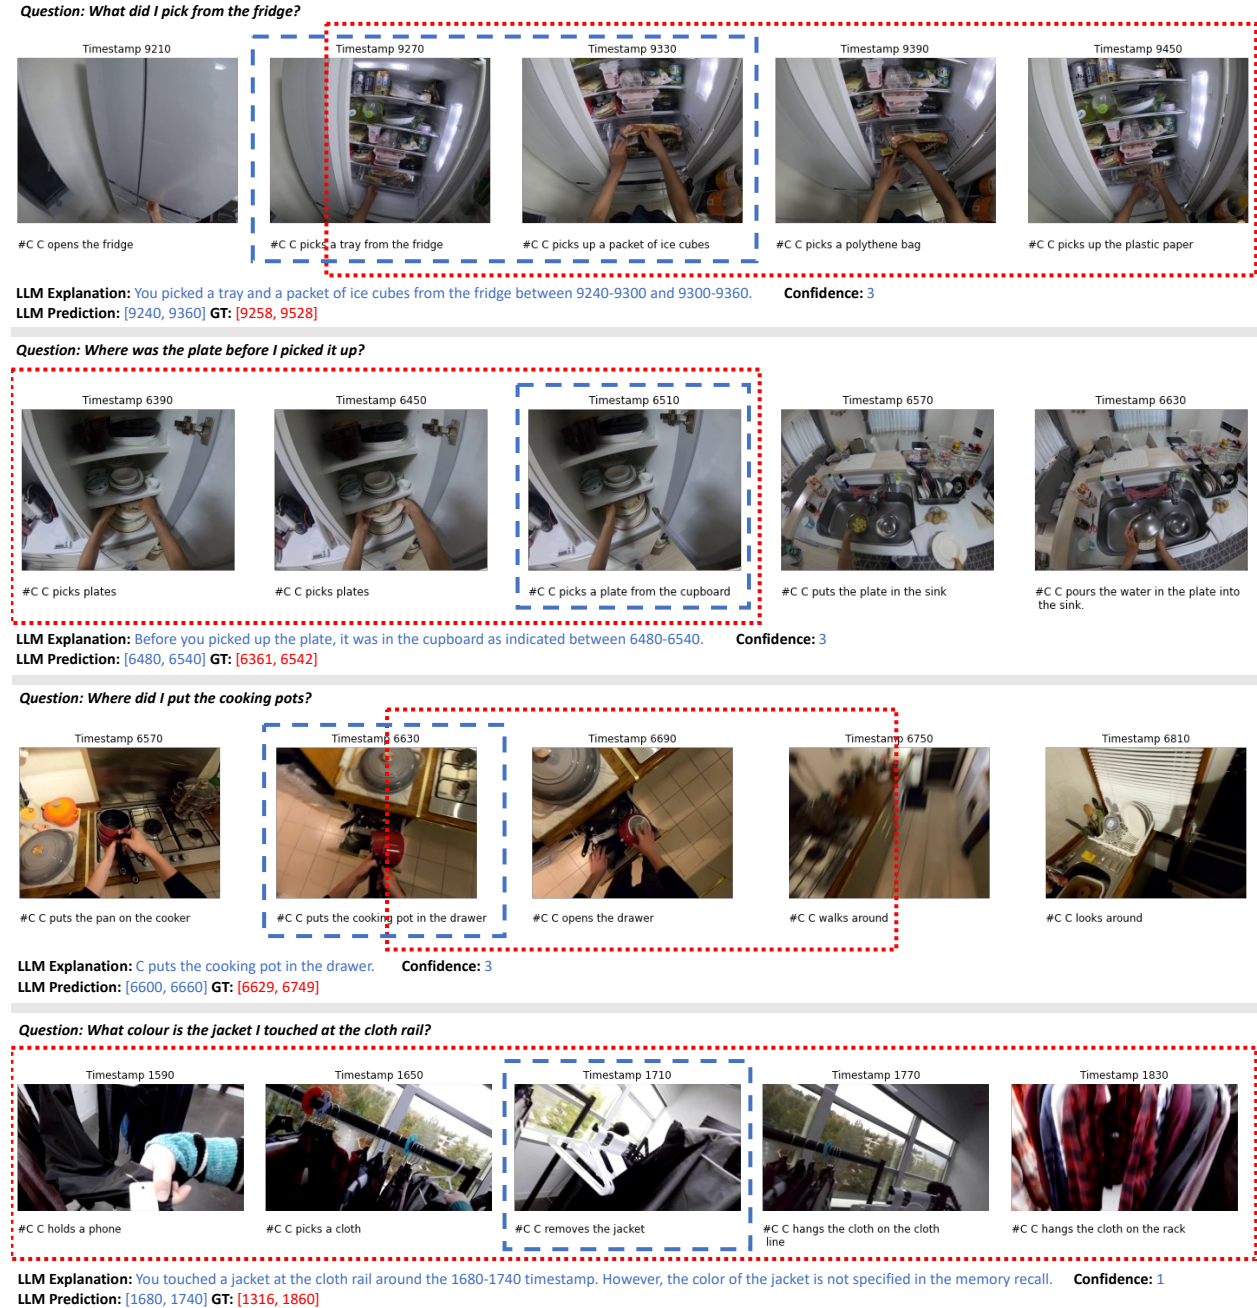 Question: What did I pick from the fridge?
Timestamp 9210 Timestamp 9270 Timestamp 9330 Timestamp 9390 Timestamp 9450
#C C opens the fridge #C C picks a tray from the fridge #C C picks up a packet of ice cubes #C C picks a polythene bag #C C picks up the plastic paper
LLM Explanation: You picked a tray and a packet of ice cubes from the fridge between 9240-9300 and 9300-9360. Confidence: 3
LLM Prediction: [9240, 9360] GT: [9258, 9528]
Question: Where was the plate before I picked it up?
Timestamp 6390 Timestamp 6450 Timestamp 6510 Timestamp 6570 Timestamp 6630
#C C picks plates #C C picks plates #C C picks a plate from the cupboard #C C puts the plate in the sink #C C pours the water in the plate into
the sink.
LLM Explanation: Before you picked up the plate, it was in the cupboard as indicated between 6480-6540. Confidence: 3
LLM Prediction: [6480, 6540] GT: [6361, 6542]
Question: Where did I put the cooking pots?
Timestamp 6570 Timestamp 6630 Timestamp 6690 Timestamp 6750 Timestamp 6810
#C C puts the pan on the cooker #C C puts the cooking pot in the drawer #C C opens the drawer #C C walks around #C C looks around
LLM Explanation: C puts the cooking pot in the drawer. Confidence: 3
LLM Prediction: [6600, 6660] GT: [6629, 6749]
Question: What colour is the jacket I touched at the cloth rail?
Timestamp 1590 Timestamp 1650 Timestamp 1710 Timestamp 1770 Timestamp 1830
#C C holds a phone #C C picks a cloth #C C removes the jacket #C C hangs the cloth on the cloth #C C hangs the cloth on the rack
line
LLM Explanation: You touched a jacket at the cloth rail around the 1680-1740 timestamp. However, the color of the jacket is not specified in the memory recall. Confidence: 1
LLM Prediction: [1680, 1740] GT: [1316, 1860]